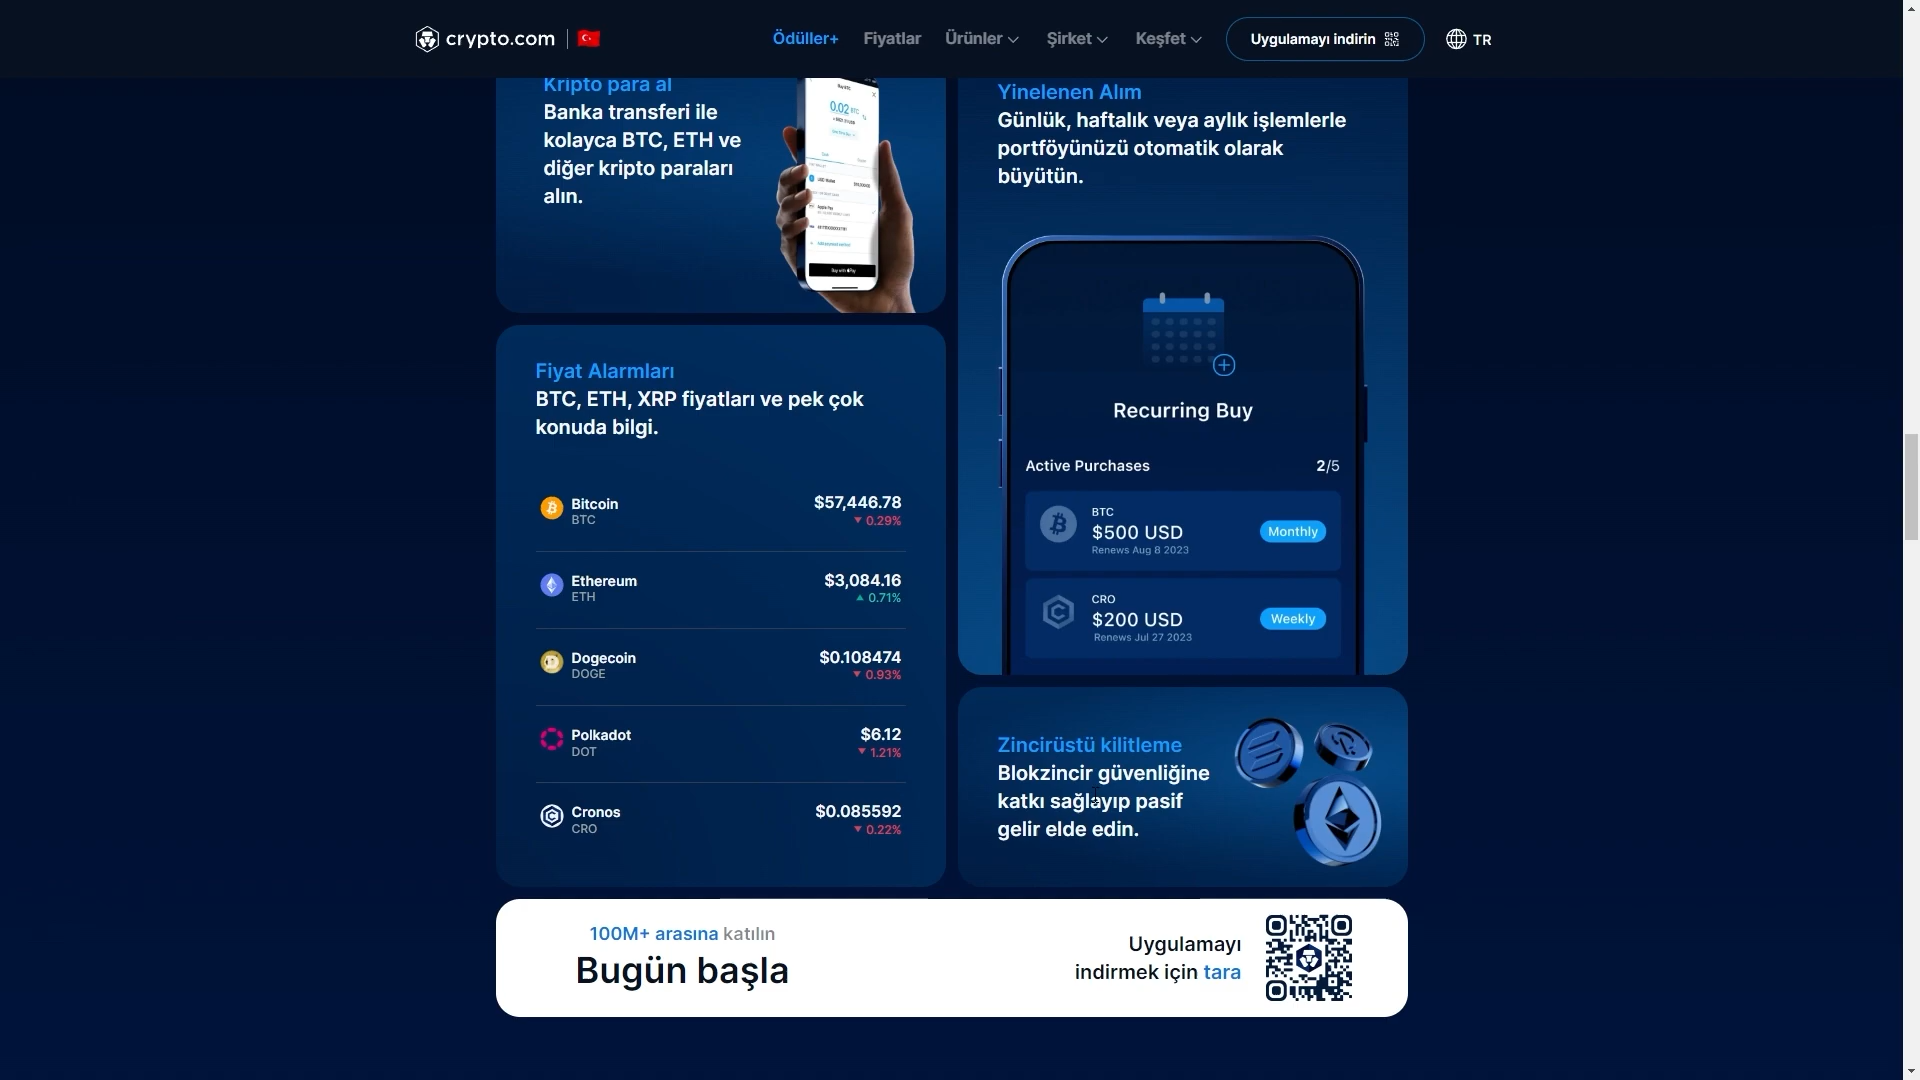 crypto.com
Ödüller+
Fiyatlar
Ürünler
Şirket
Keşfet
Uygulamayı indirin
TR
Kripto para al
Banka transferi ile
kolayca BTC, ETH ve
diğer kripto paraları
alın.
0.02 BTC
Yinelenen Alım
Günlük, haftalık veya aylık işlemlerle
portföyünüzü otomatik olarak
büyütün.
Recurring Buy
Active Purchases 2/5
BTC
$500 USD
Renews Aug 8 2023
Monthly
CRO
$200 USD
Renews Jul 27 2023
Weekly
Fiyat Alarmları
BTC, ETH, XRP fiyatları ve pek çok
konuda bilgi.
Bitcoin $57,446.78
BTC 0.29%
Ethereum $3,084.16
ETH 0.71%
Dogecoin $0.108474
DOGE 0.93%
Polkadot $6.12
DOT 1.21%
Cronos $0.085592
CRO 0.22%
Zincirüstü kilitleme
Blokzincir güvenliğine
katkı sağlayıp pasif
gelir elde edin.
100M+ arasına katılın
Bugün başla
Uygulamayı
indirmek için tara